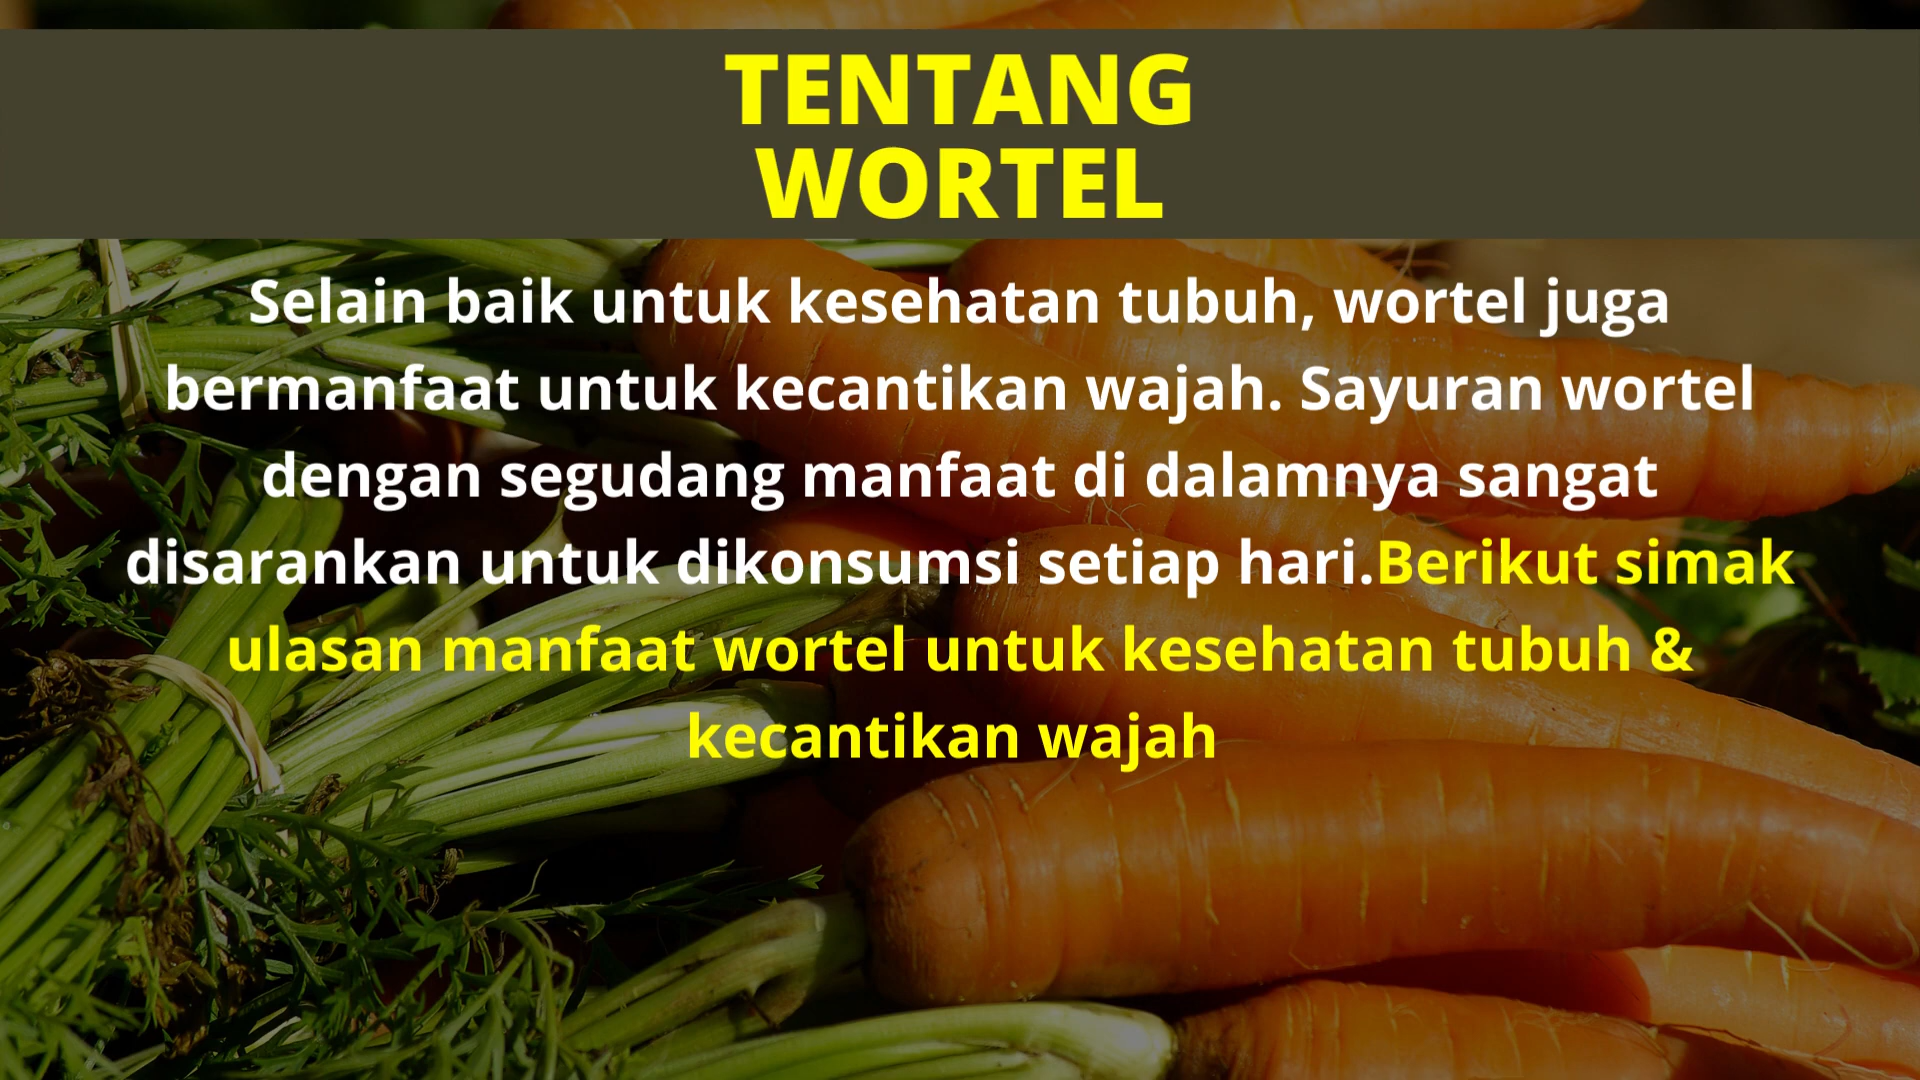 TENTANG
WORTEL
Selain baik untuk kesehatan tubuh, wortel juga
bermanfaat untuk kecantikan wajah. Sayuran wortel
dengan segudang manfaat di dalamnya sangat
disarankan untuk dikonsumsi setiap hari.Berikut simak
ulasan manfaat wortel untuk kesehatan tubuh &
kecantikan wajah